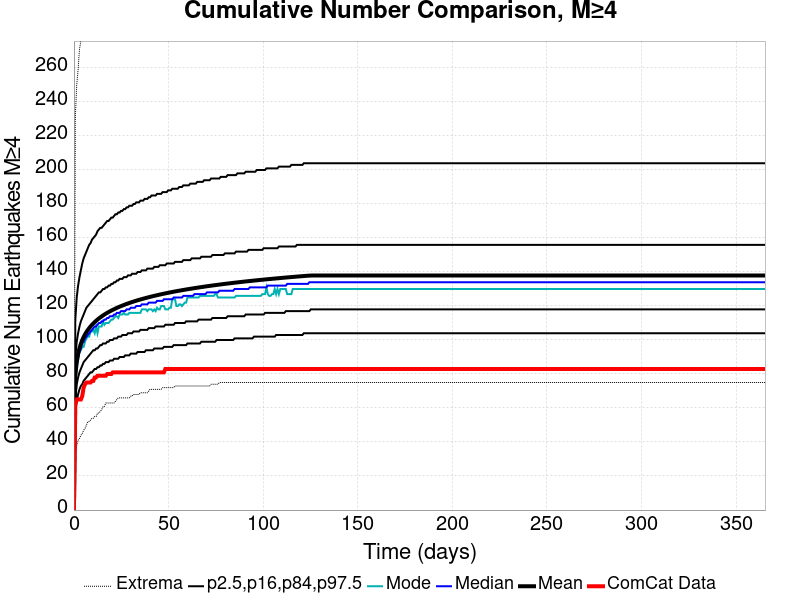 Cumulative Number Comparison, M≥4
Cumulative Num Earthquakes M≥4
260
240
220
200
180
160
140
120
100
80
60
40
20
0
0 50 100 150 200 250 300 350
Time (days)
Extrema p2.5,p16,p84,p97.5 Mode Median Mean ComCat Data